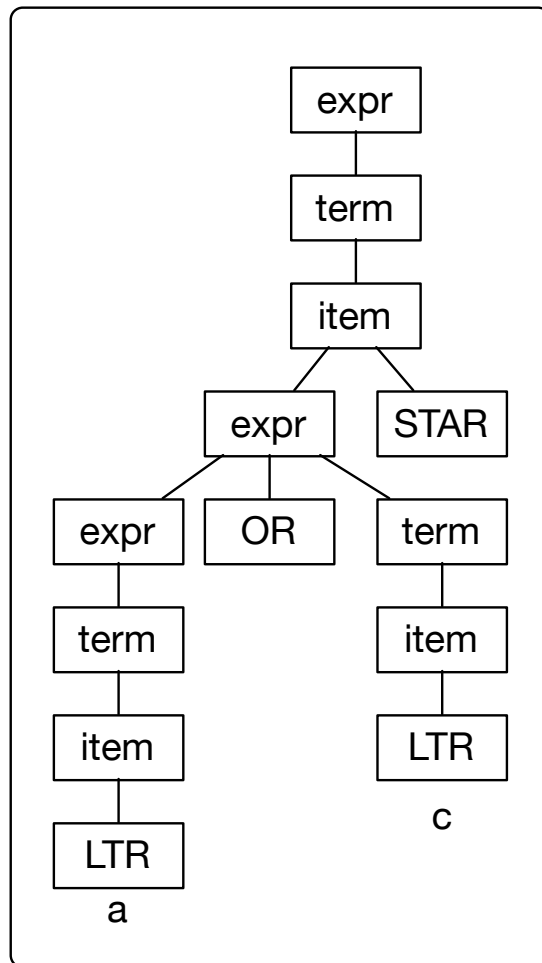 expr
term
item
expr STAR
expr OR term
term item
item LTR
c
LTR
a